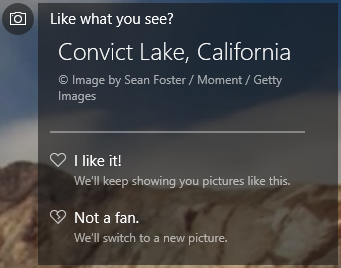 Like what you see?
Convict Lake, California
© Image by Sean Foster / Moment / Getty
Images
I like it!
We'll keep showing you pictures like this.
Not a fan.
We'll switch to a new picture.